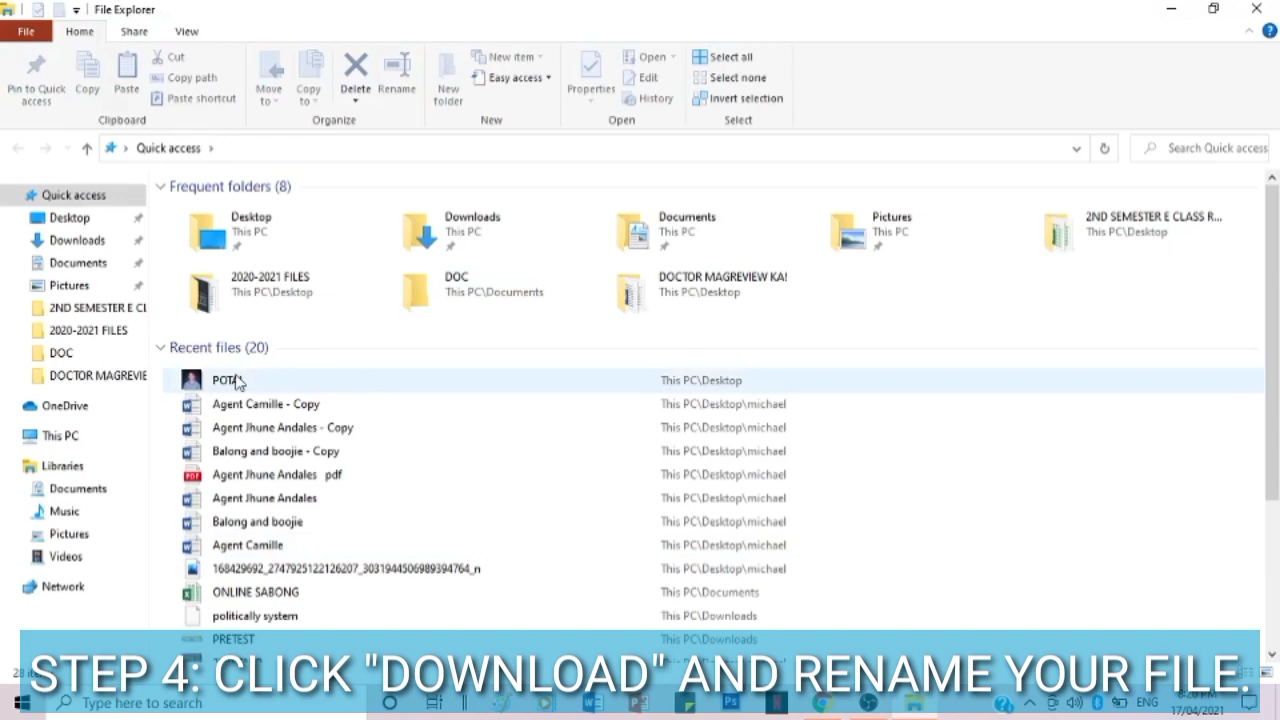 File Explorer
File Home Share View
Pin to Quick access
Copy
Paste
Cut
Copy path
Paste shortcut
Move to
Copy to
Delete
Rename
New folder
New item
Easy access
Properties
Open
Edit
History
Select all
Select none
Invert selection
Clipboard Organize New Open Select
Quick access Search Quick access
Quick access
Desktop
Downloads
Documents
Pictures
2ND SEMESTER E CL
2020-2021 FILES
DOC
DOCTOR MAGREVIE
OneDrive
This PC
Libraries
Documents
Music
Pictures
Videos
Network
Frequent folders (8)
Desktop
This PC
Downloads
This PC
Documents
This PC
Pictures
This PC
2ND SEMESTER E CLASS R...
This PC\Desktop
2020-2021 FILES
This PC\Desktop
DOC
This PC\Documents
DOCTOR MAGREVIEW KA!
This PC\Desktop
Recent files (20)
This PC\Desktop
Agent Camille - Copy This PC\Desktop\michael
Agent Jhune Andales - Copy This PC\Desktop\michael
Balong and boojie - Copy This PC\Desktop\michael
Agent Jhune Andales pdf This PC\Desktop\michael
Agent Jhune Andales This PC\Desktop\michael
Balong and boojie This PC\Desktop\michael
Agent Camille This PC\Desktop\michael
168429692_2747925122126207_3031944506989394764_n This PC\Desktop\michael
ONLINE SABONG This PC\Documents
politically system This PC\Downloads
PRETEST This PC\Downloads
STEP 4: CLICK "DOWNLOAD" AND RENAME YOUR FILE.
Type here to search
ENG
17/04/2021